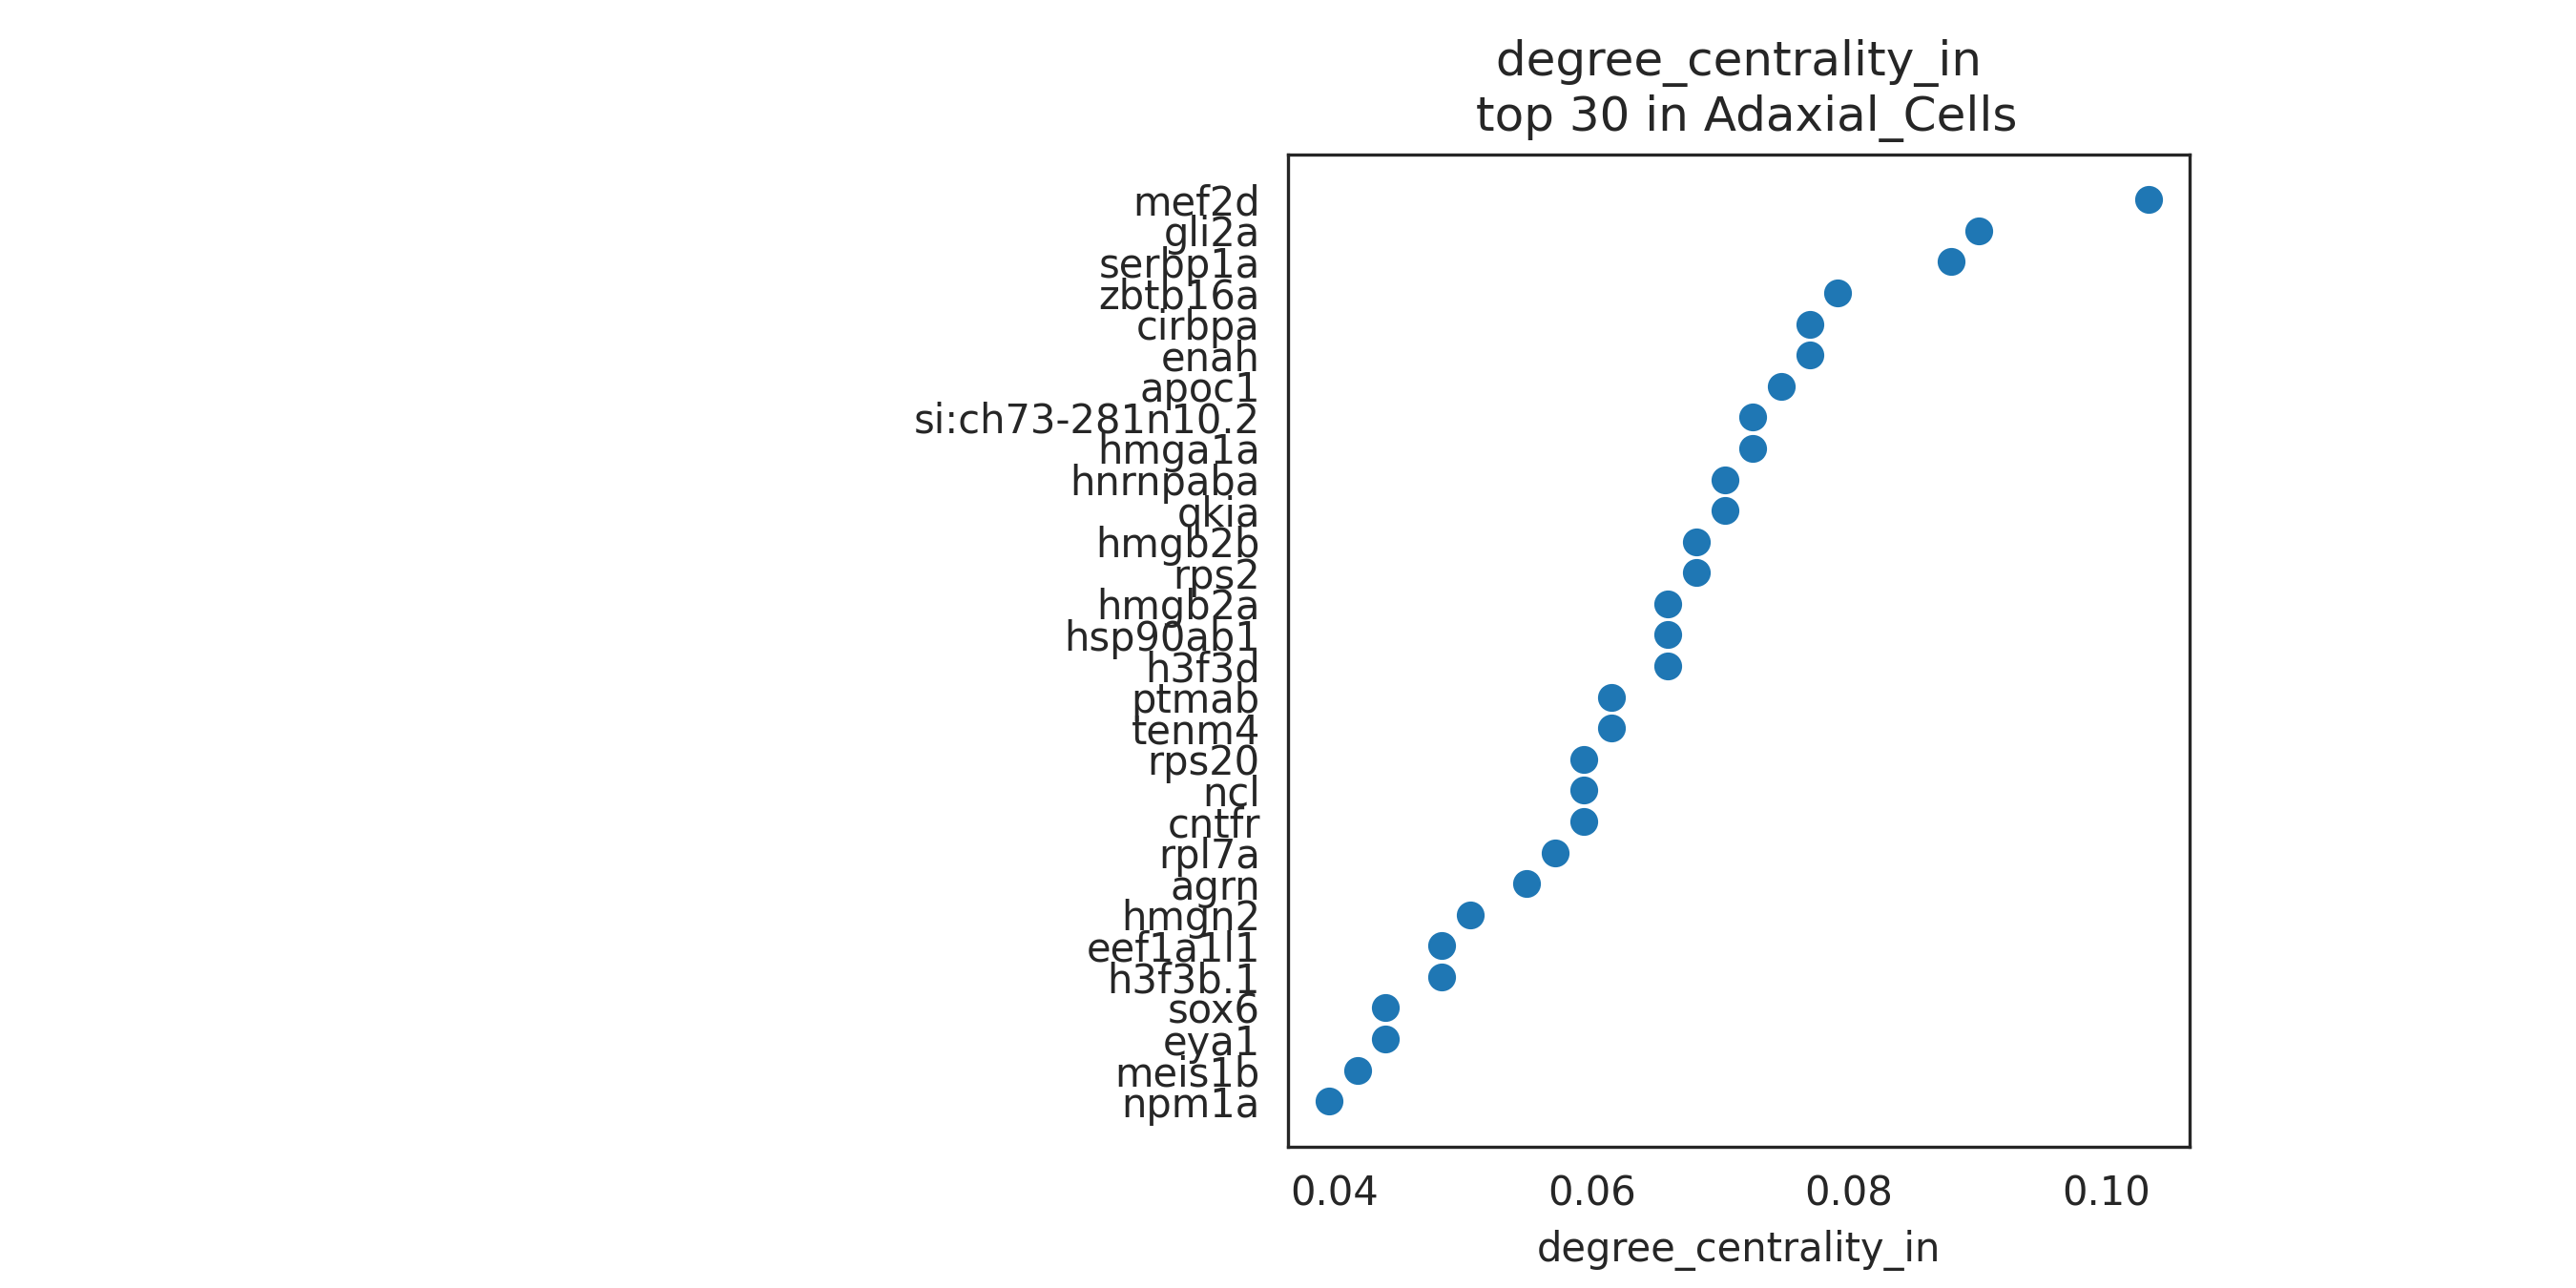 degree_centrality_in
top 30 in Adaxial_Cells
mef2d
gli2a
serbp1a
zbtb16a
cirbpa
enah
apoc1
si:ch73-281n10.2
hmga1a
hnrnpaba
qkia
hmgb2b
rps2
hmgb2a
hsp90ab1
h3f3d
ptmab
tenm4
rps20
ncl
cntfr
rpl7a
agrn
hmgn2
eef1a1l1
h3f3b.1
sox6
eya1
meis1b
npm1a
0.04 0.06 0.08 0.10
degree_centrality_in